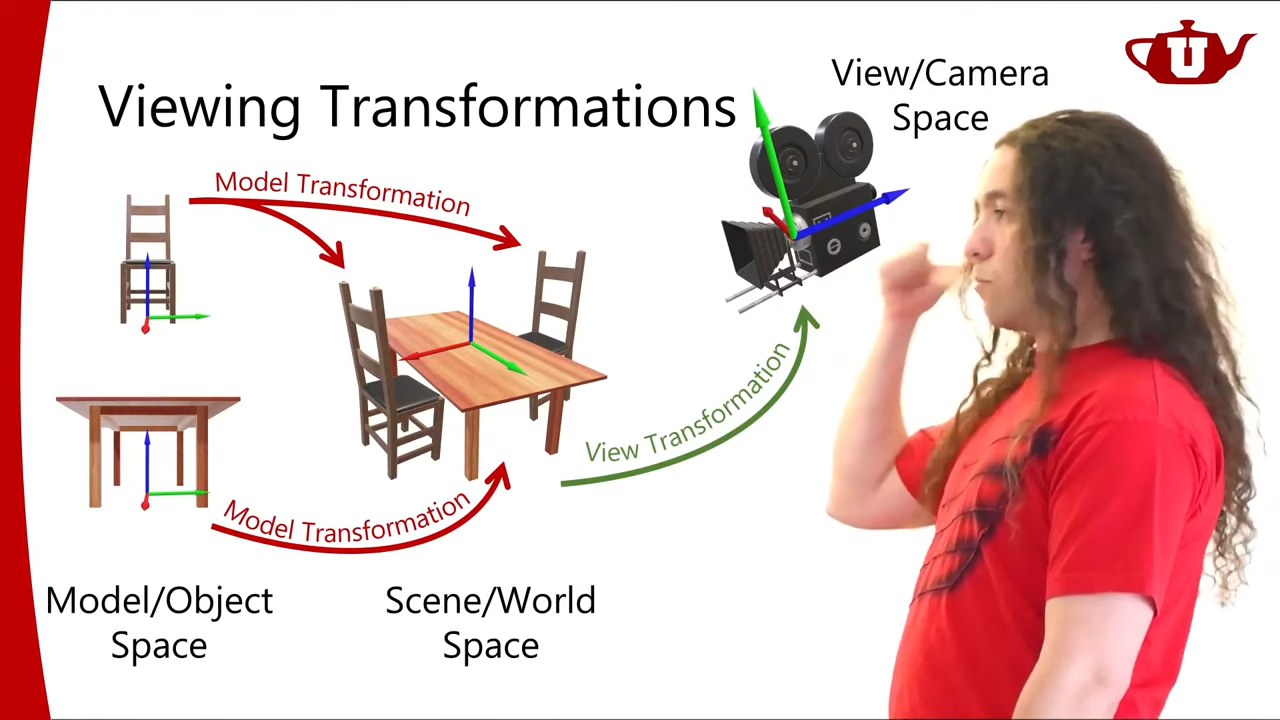 Viewing Transformations
View/Camera
Space
U
Model Transformation
View Transformation
Model Transformation
Model/Object
Space
Scene/World
Space